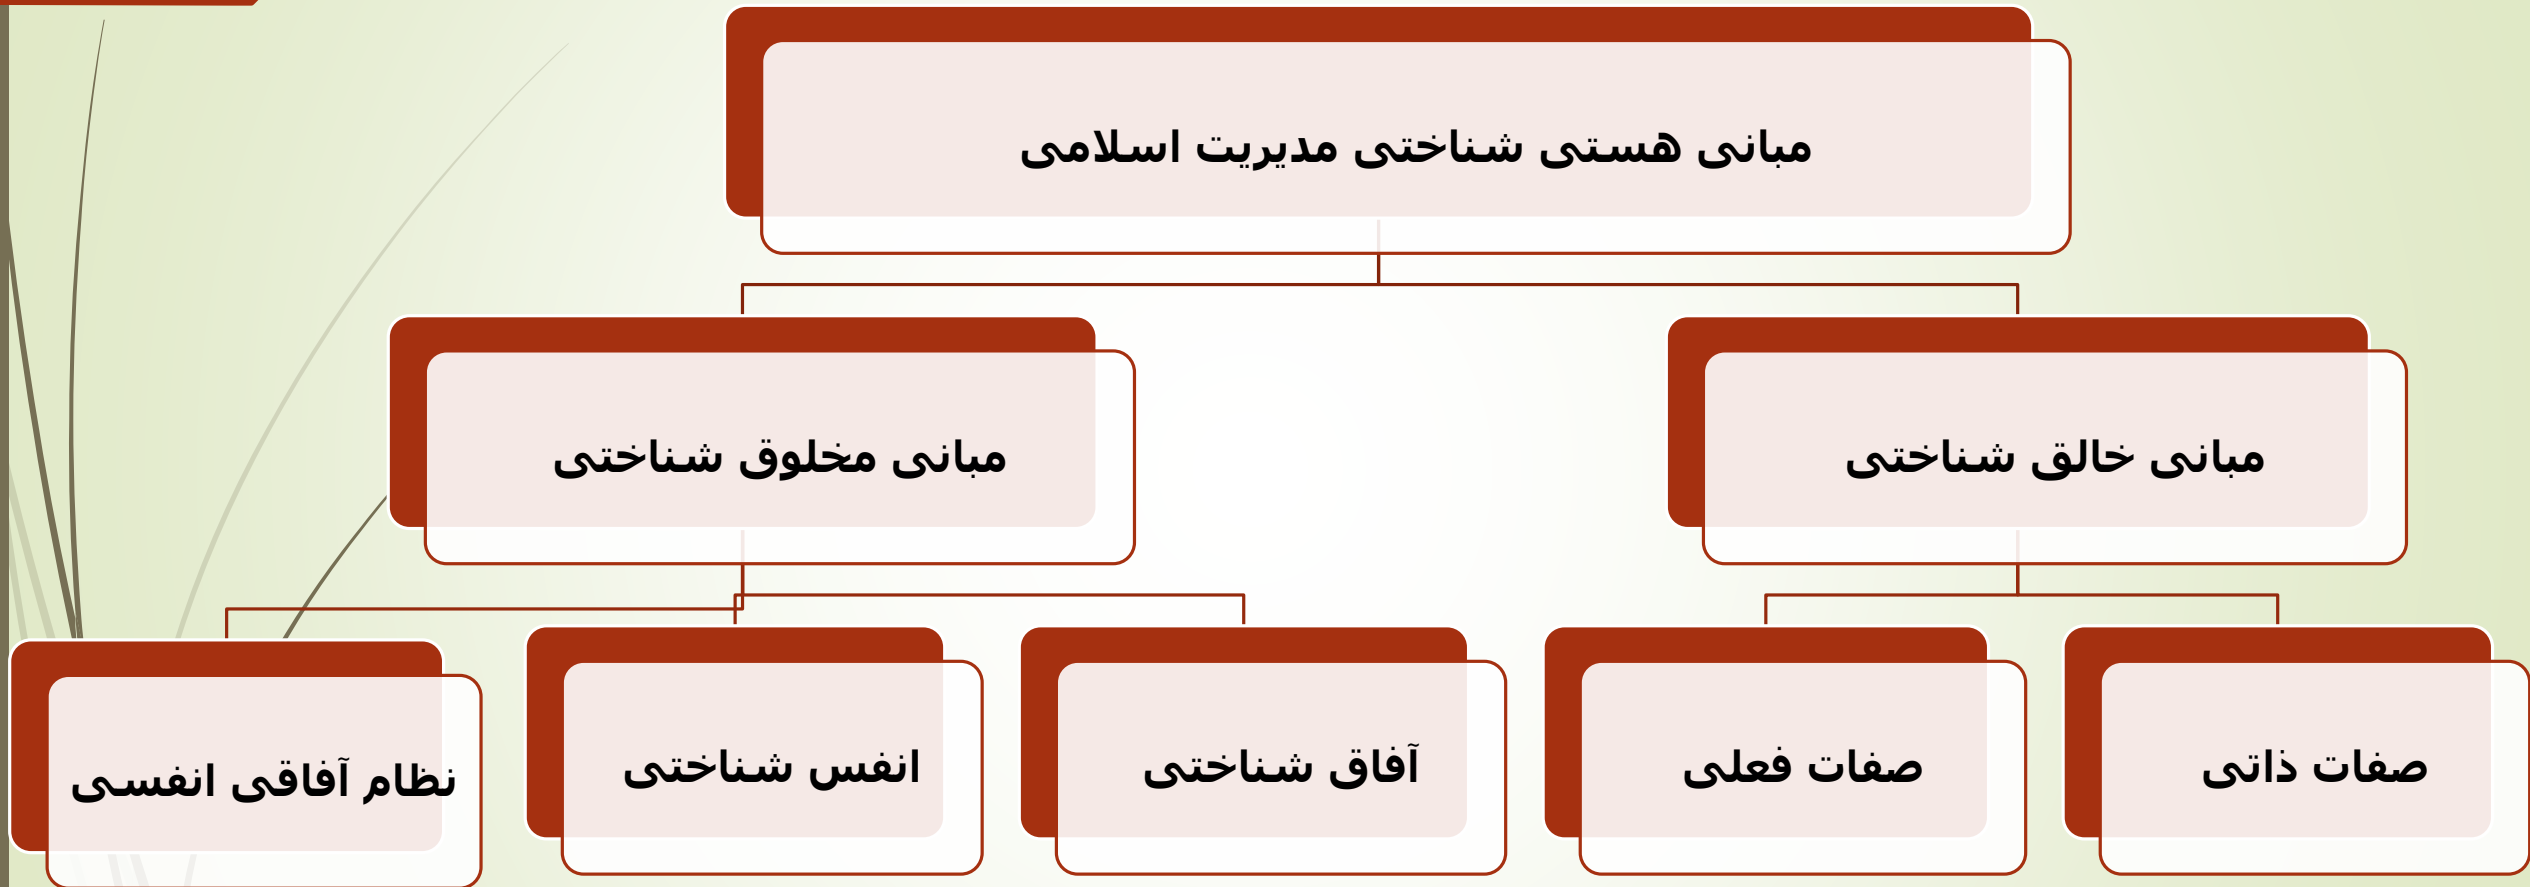 مبانی هستی شناختی مدیریت اسلامی
مبانی خالق شناختی
مبانی مخلوق شناختی
صفات ذاتی
صفات فعلی
آفاق شناختی
انفس شناختی
نظام آفاقی انفسی